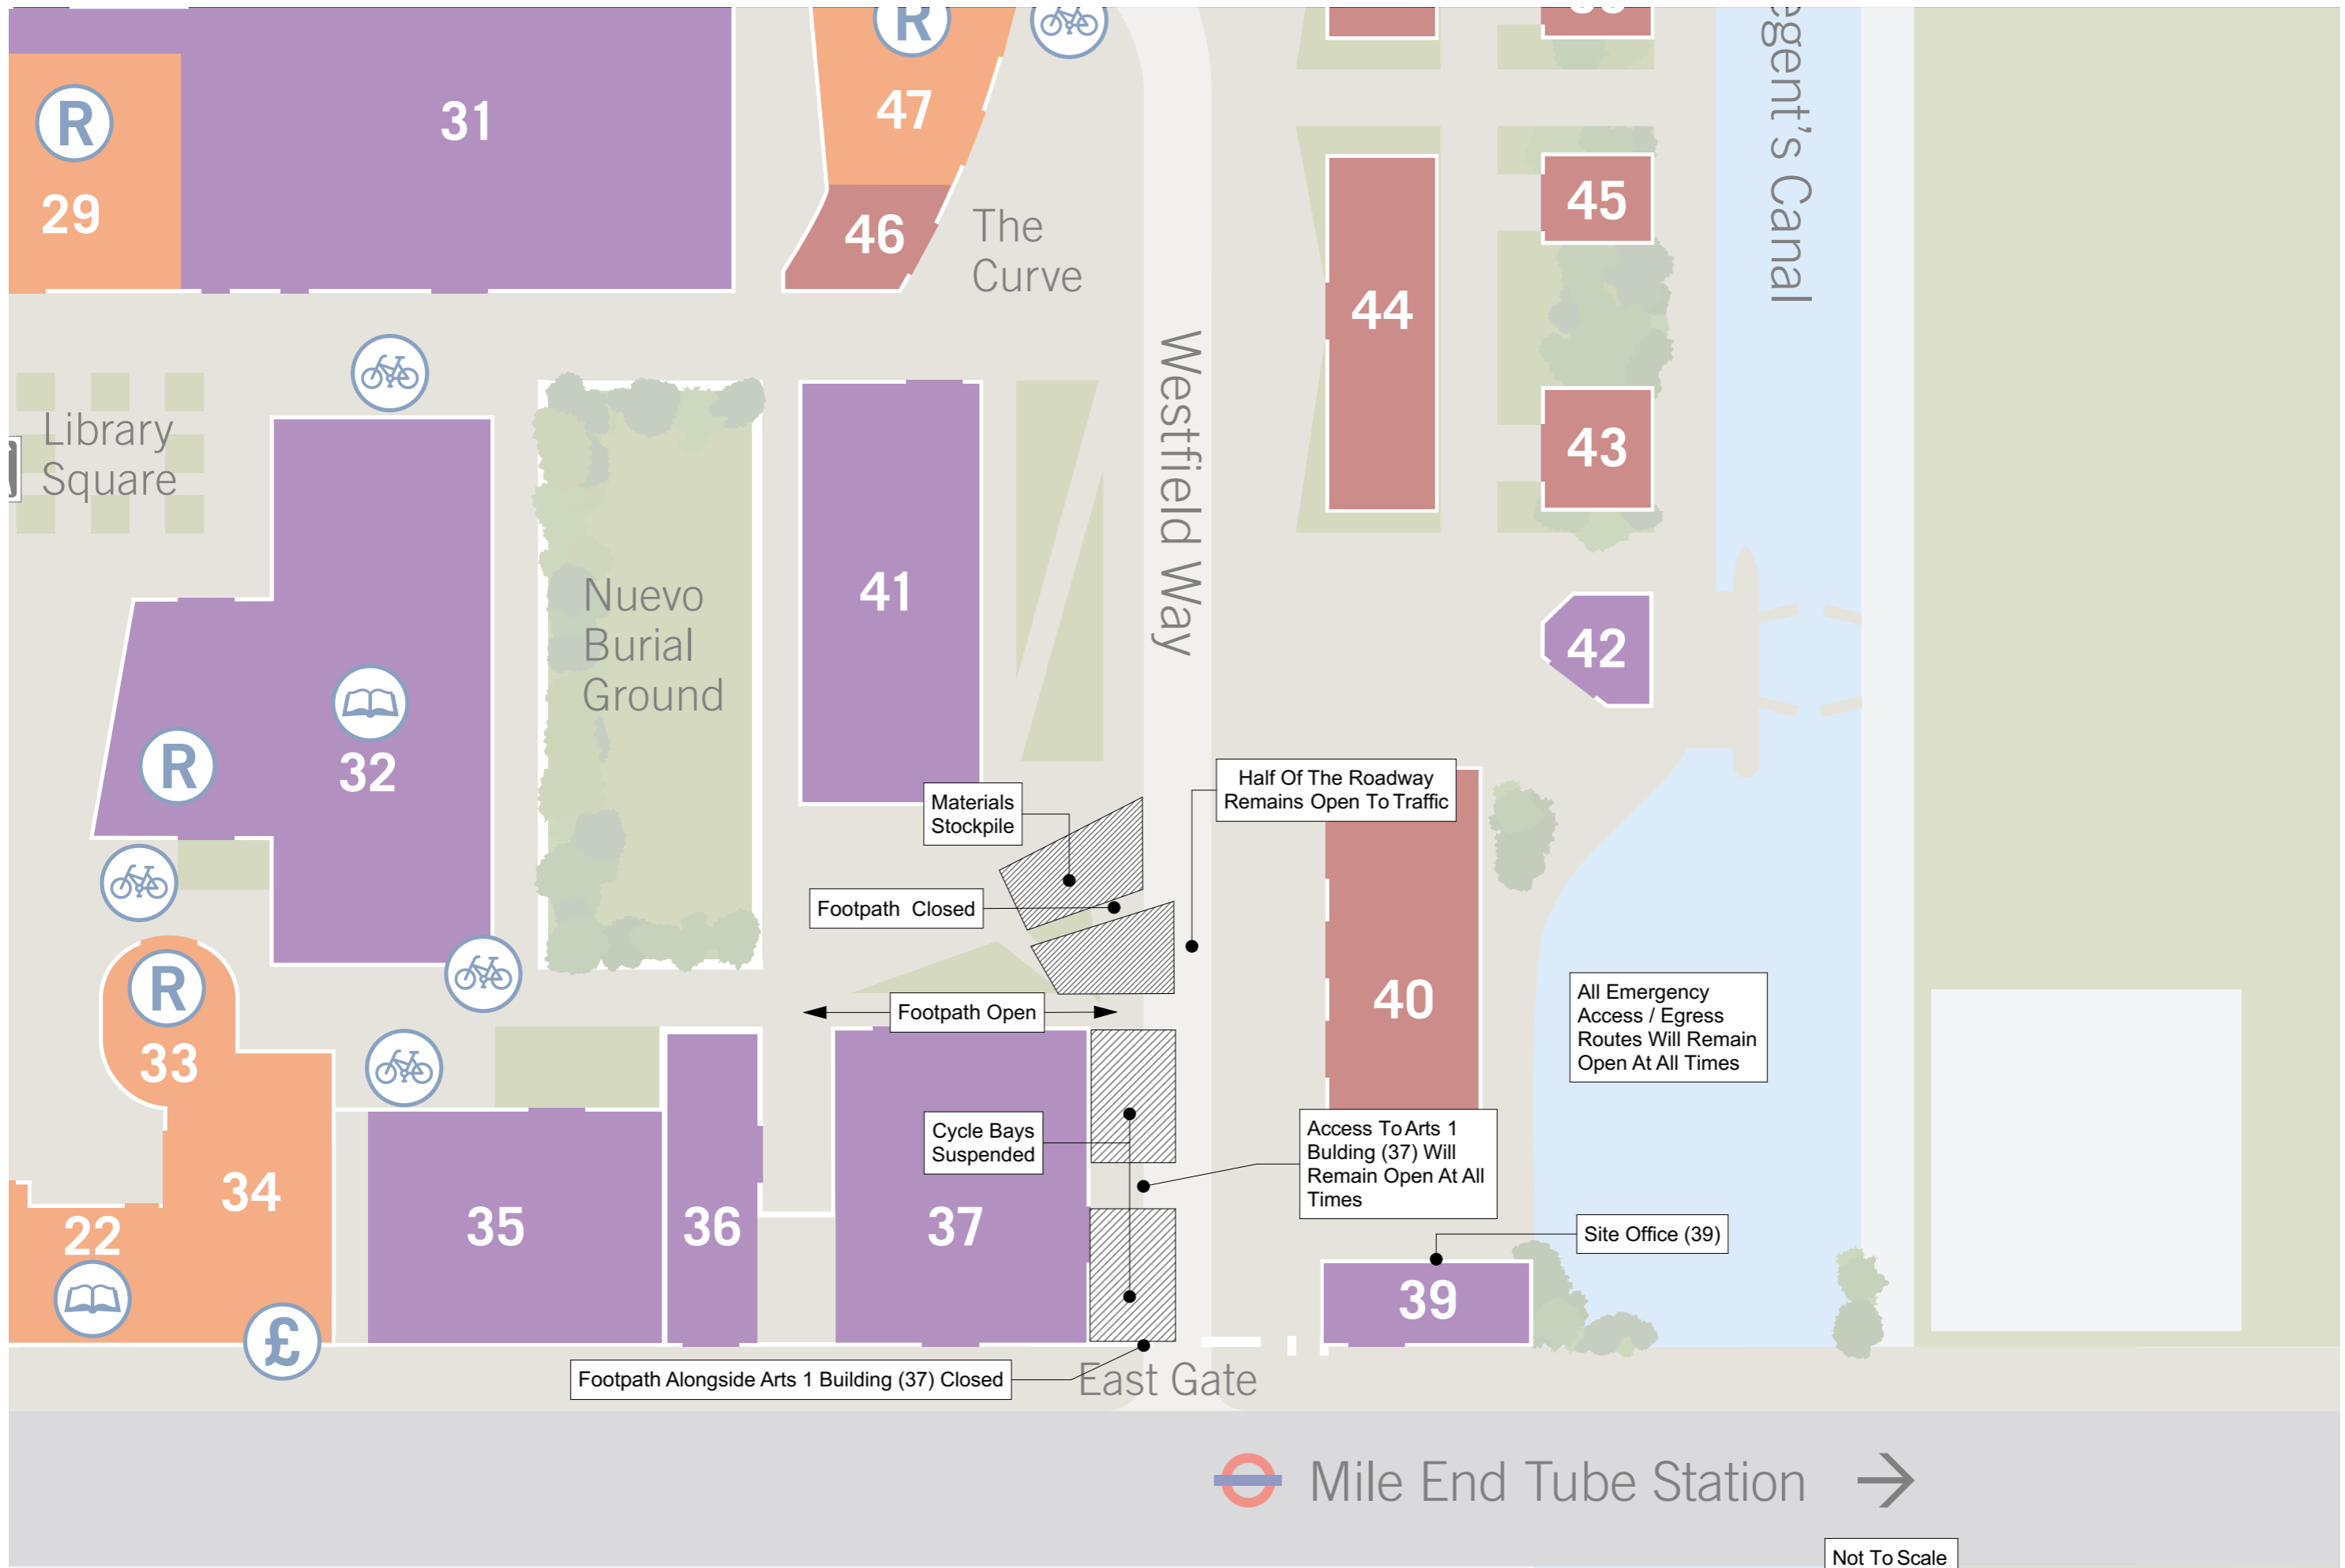 R
47
31
R
29
46
The
Curve
egent's Canal
45
44
43
Library
Square
Westfield Way
41
Nuevo
Burial
Ground
42
R
32
Half Of The Roadway
Remains Open To Traffic
Materials
Stockpile
Footpath Closed
R
33
40
All Emergency
Access / Egress
Routes Will Remain
Open At All Times
Footpath Open
Cycle Bays
Suspended
Access To Arts 1
Bulding (37) Will
Remain Open At All
Times
34
22
35
36
37
Site Office (39)
39
£
Footpath Alongside Arts 1 Building (37) Closed
East Gate
Mile End Tube Station
Not To Scale